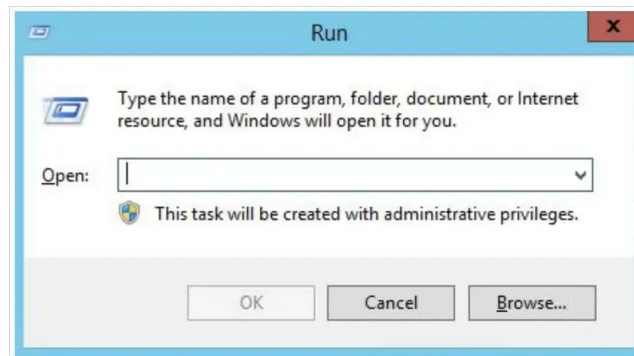 Run
x
Type the name of a program, folder, document, or Internet
resource, and Windows will open it for you.
Open:
This task will be created with administrative privileges.
OK
Cancel
Browse...